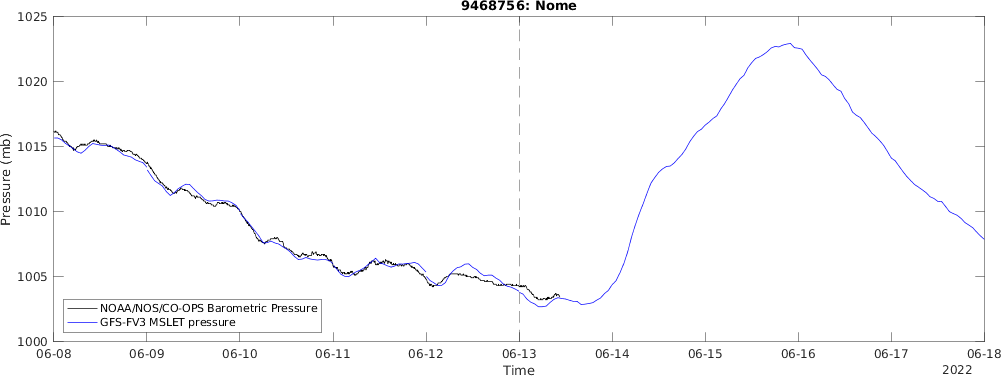 9468756: Nome
Pressure (mb)
1025
1020
1015
1010
1005
1000
NOAA/NOS/CO-OPS Barometric Pressure
GFS-FV3 MSLET pressure
06-08 06-09 06-10 06-11 06-12 06-13 06-14 06-15 06-16 06-17 06-18
Time
2022